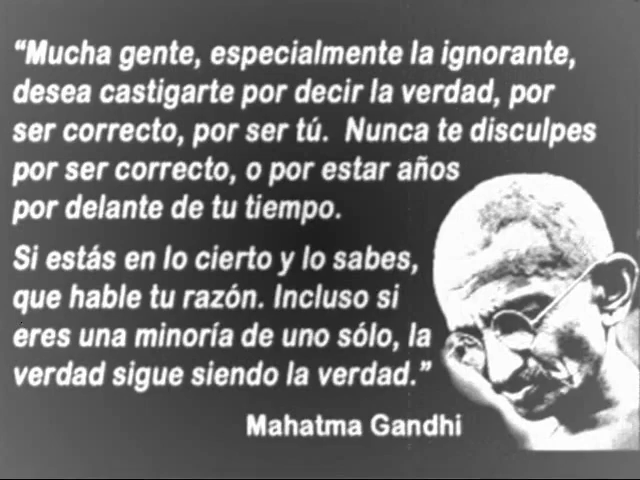 “Mucha gente, especialmente la ignorante,
desea castigarte por decir la verdad, por
ser correcto, por ser tú. Nunca te disculpes
por ser correcto, o por estar años
por delante de tu tiempo.
Si estás en lo cierto y lo sabes,
que hable tu razón. Incluso si
eres una minoría de uno sólo, la
verdad sigue siendo la verdad.”
Mahatma Gandhi